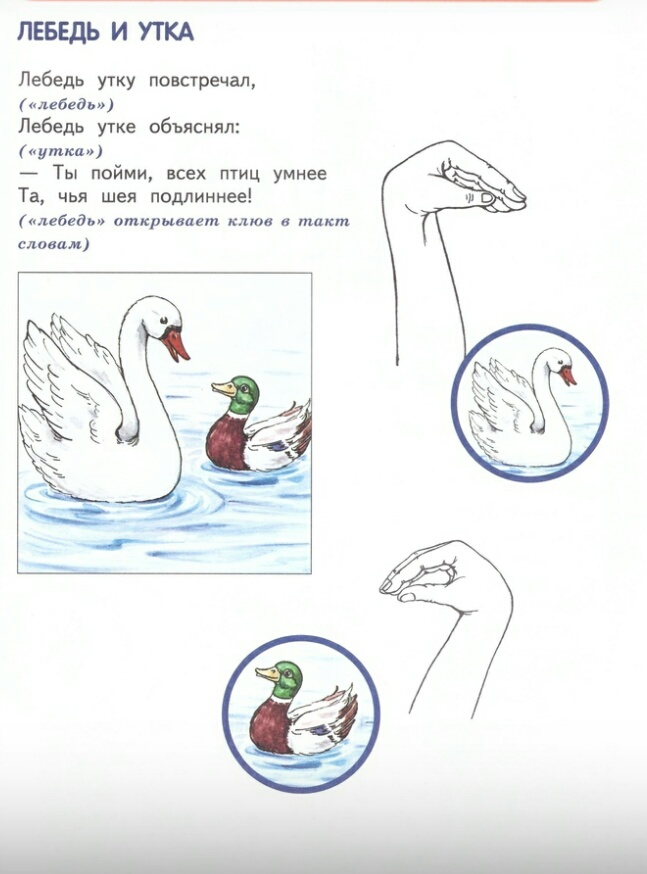 ЛЕБЕДЬ И УТКА
Лебедь утку повстречал,
(«лебедь»)
Лебедь утке объяснял:
(«утка»)
— Ты пойми, всех птиц умнее
Та, чья шея подлиннее!
(«лебедь» открывает клюв в такт
словам)